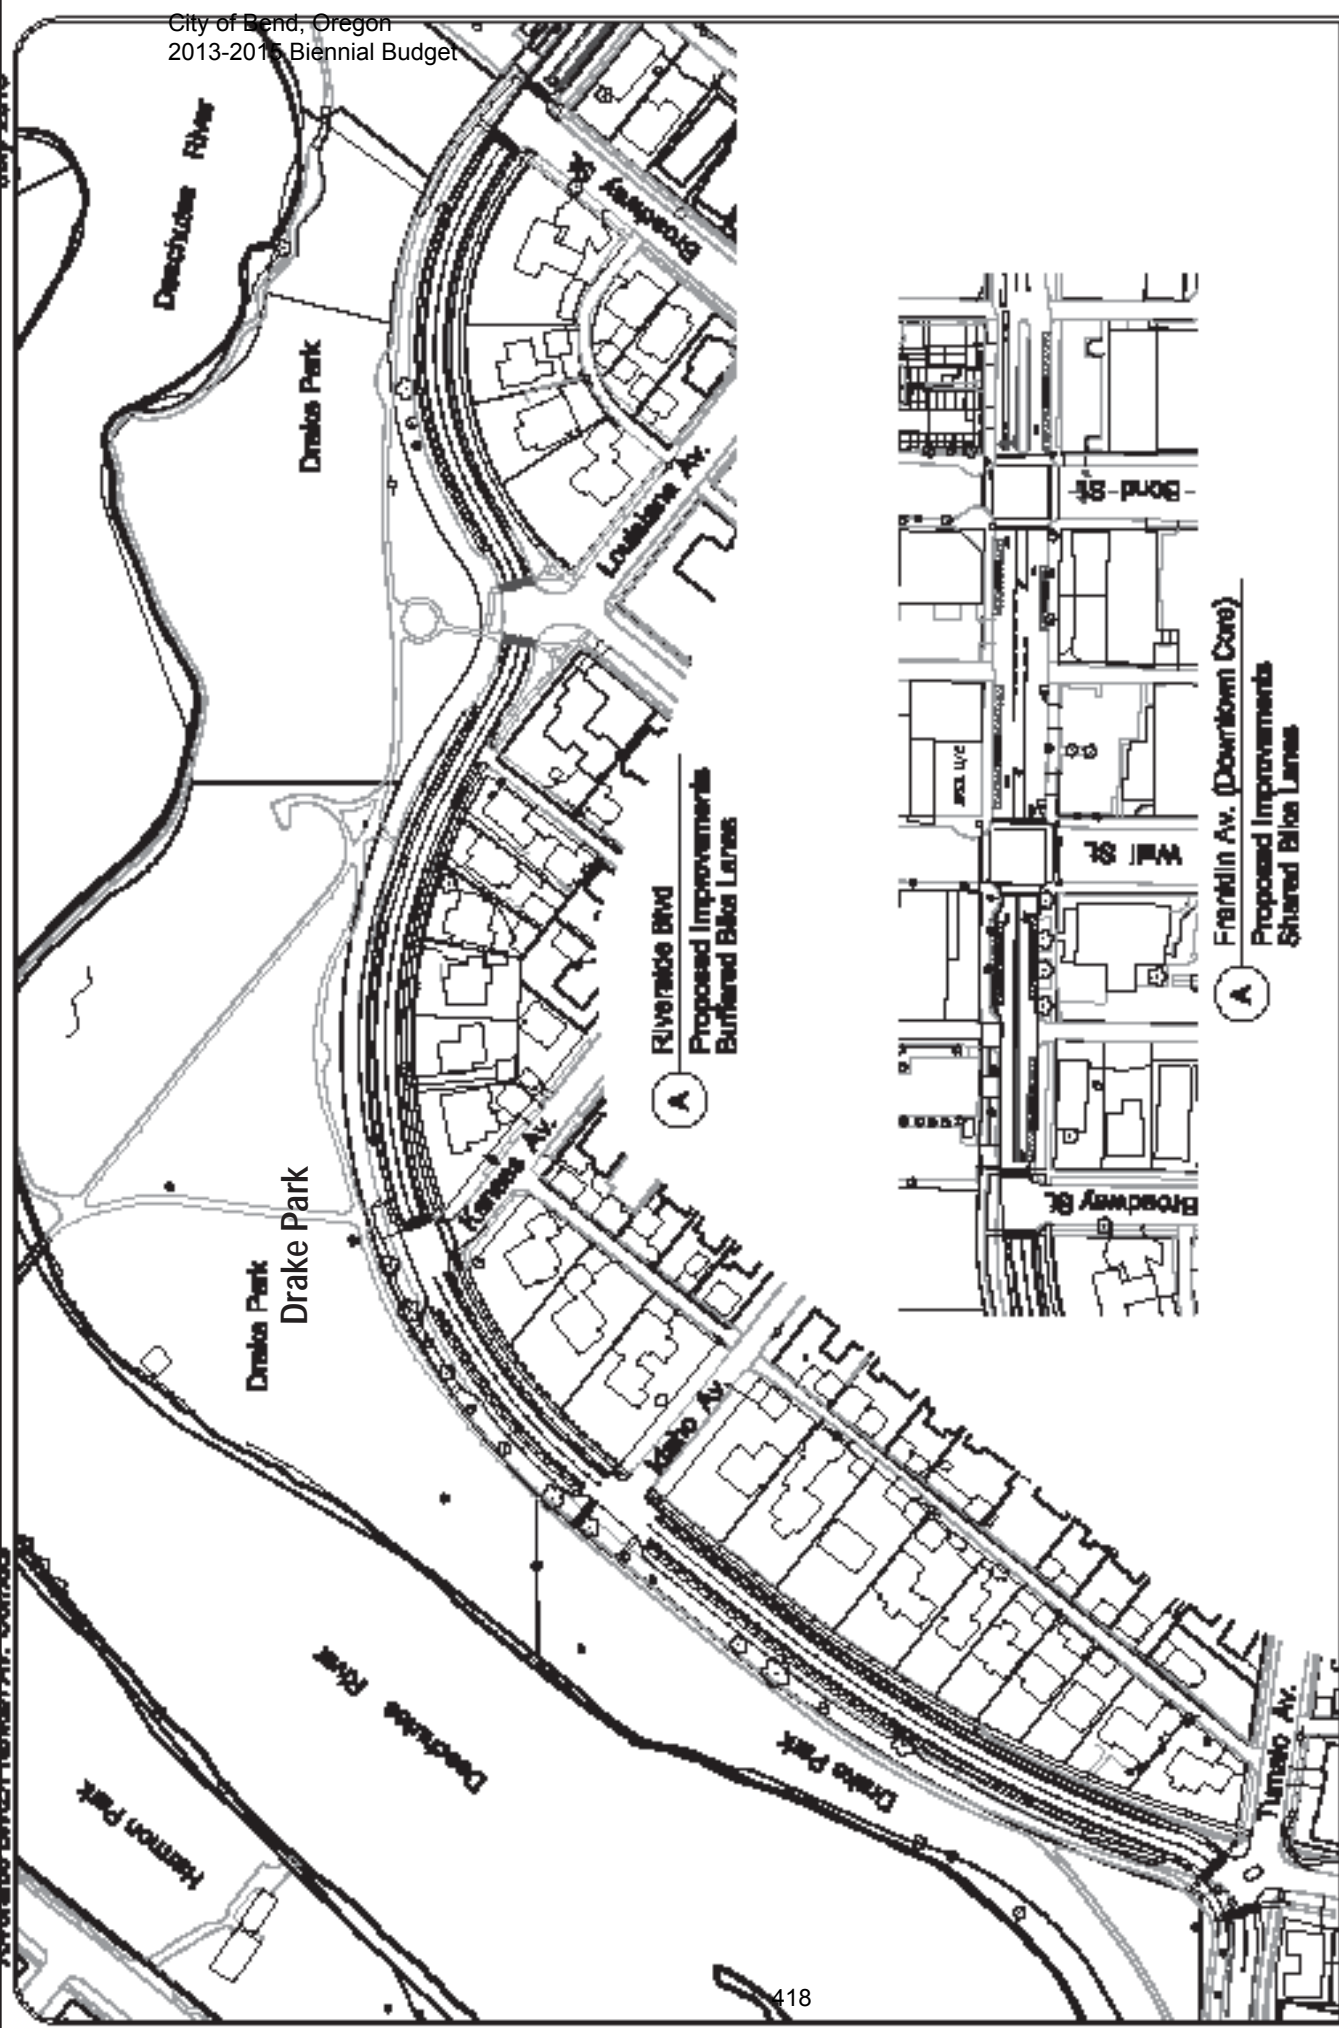 City of Bend, Oregon
2013-2015 Biennial Budget
Deschutes River
Drake Park
Broadway St.
Louisiana Av.
Bond St.
Wall St.
Broadway St.
A
Franklin Av. (Downtown Core)
Proposed Improvements
Shared Bike Lanes
A
Riverside Blvd
Proposed Improvements
Buffered Bike Lanes
Kansas Av.
Drake Park
Drake Park
Idaho Av.
Deschutes River
Drake Park
Harmon Park
Tumalo Av.
418